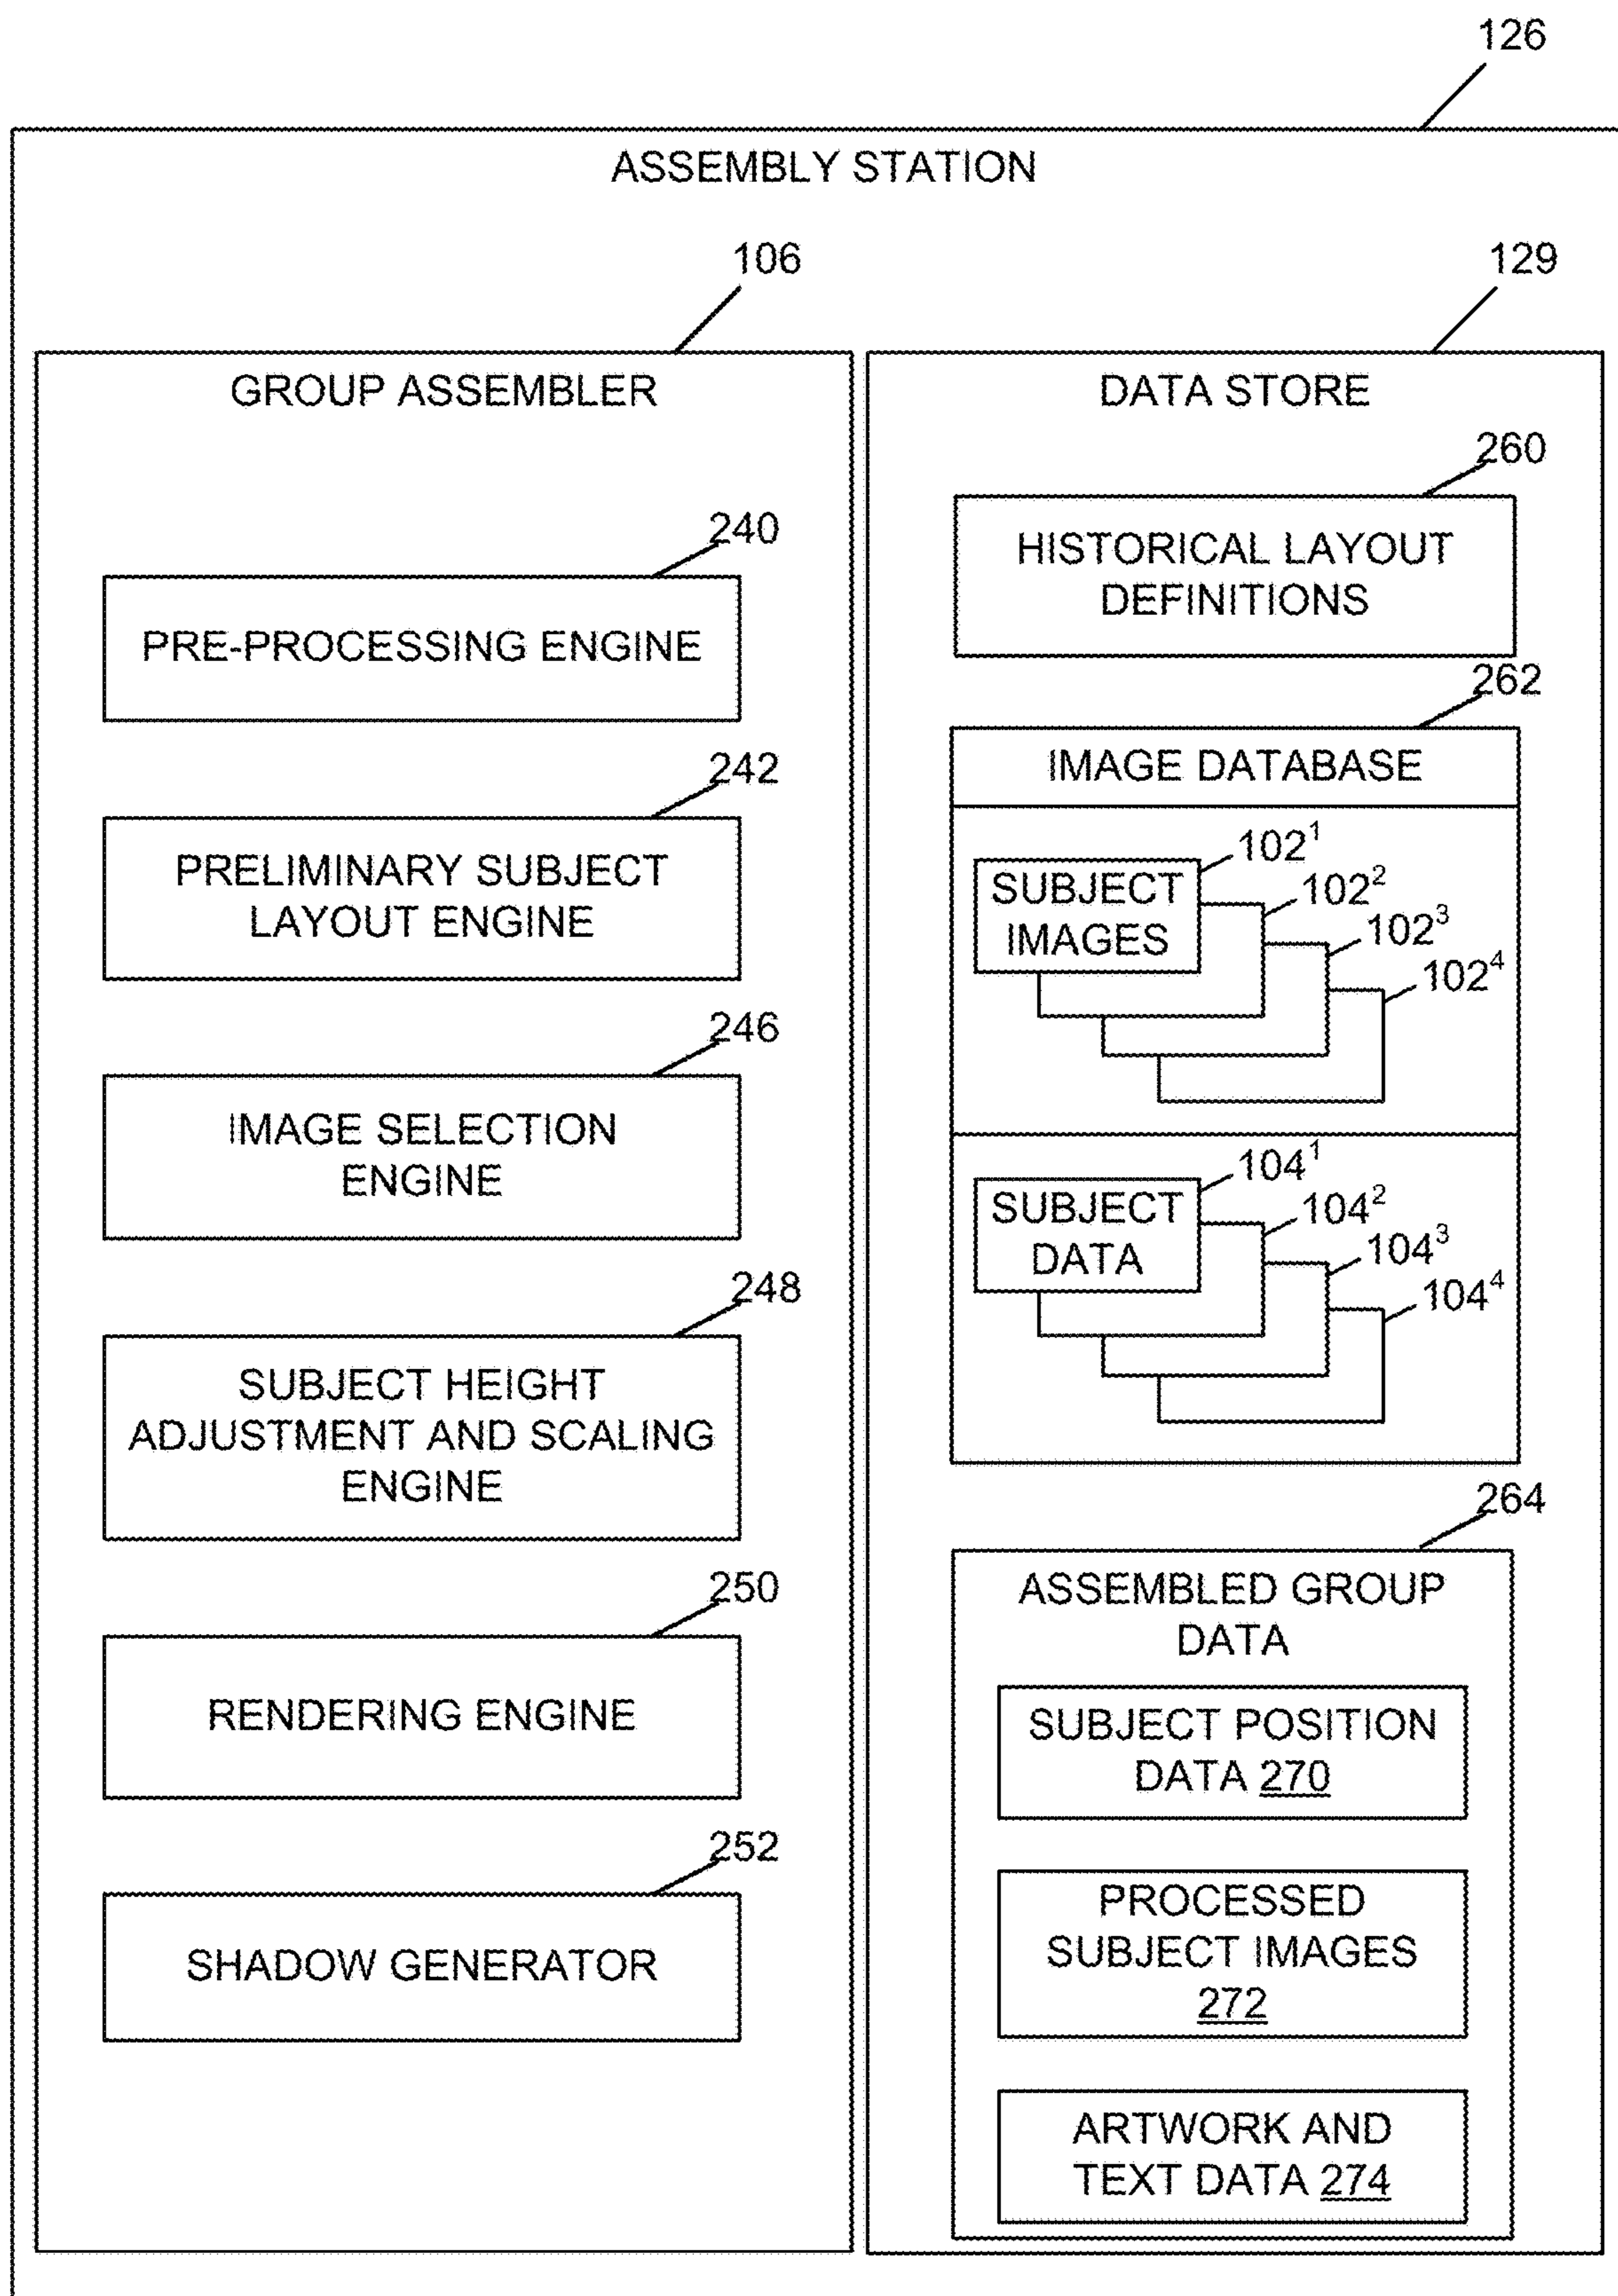 126
ASSEMBLY STATION
106
GROUP ASSEMBLER
240
PRE-PROCESSING ENGINE
242
PRELIMINARY SUBJECT
LAYOUT ENGINE
246
IMAGE SELECTION
ENGINE
248
SUBJECT HEIGHT
ADJUSTMENT AND SCALING
ENGINE
250
RENDERING ENGINE
252
SHADOW GENERATOR
129
DATA STORE
260
HISTORICAL LAYOUT
DEFINITIONS
262
IMAGE DATABASE
SUBJECT
IMAGES
102¹
102²
102³
102⁴
SUBJECT
DATA
104¹
104²
104³
104⁴
264
ASSEMBLED GROUP
DATA
SUBJECT POSITION
DATA 270
PROCESSED
SUBJECT IMAGES
272
ARTWORK AND
TEXT DATA 274